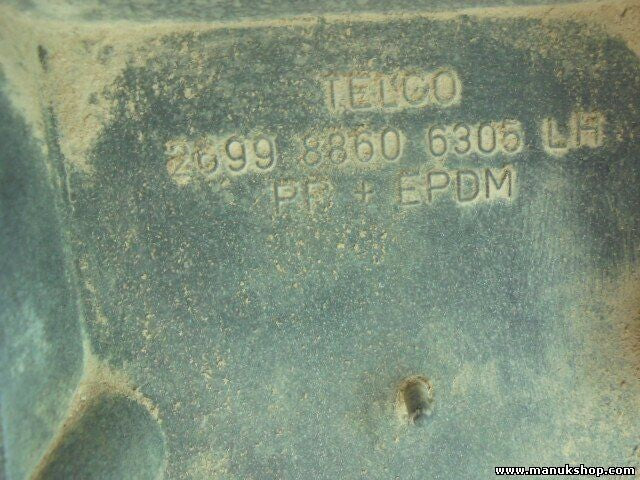 TELCO
2699 8860 6305 LH
PP + EPDM
www.manukshop.com